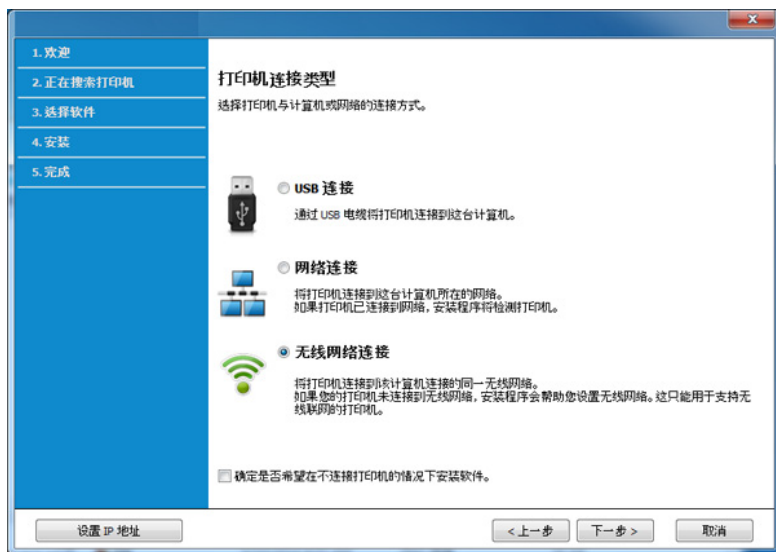 1.欢迎
2.正在搜索打印机
3.选择软件
4.安装
5.完成
打印机连接类型
选择打印机与计算机或网络的连接方式。
USB 连接
通过 USB 电缆将打印机连接到这台计算机。
网络连接
将打印机连接到这台计算机所在的网络。
如果打印机已连接到网络,安装程序将检测打印机。
无线网络连接
将打印机连接到该计算机连接的同一无线网络。
如果您的打印机未连接到无线网络,安装程序会帮助您设置无线网络。这只能用于支持无
线联网的打印机。
确定是否希望在不连接打印机的情况下安装软件。
设置 IP 地址
<上一步
下一步 >
取消